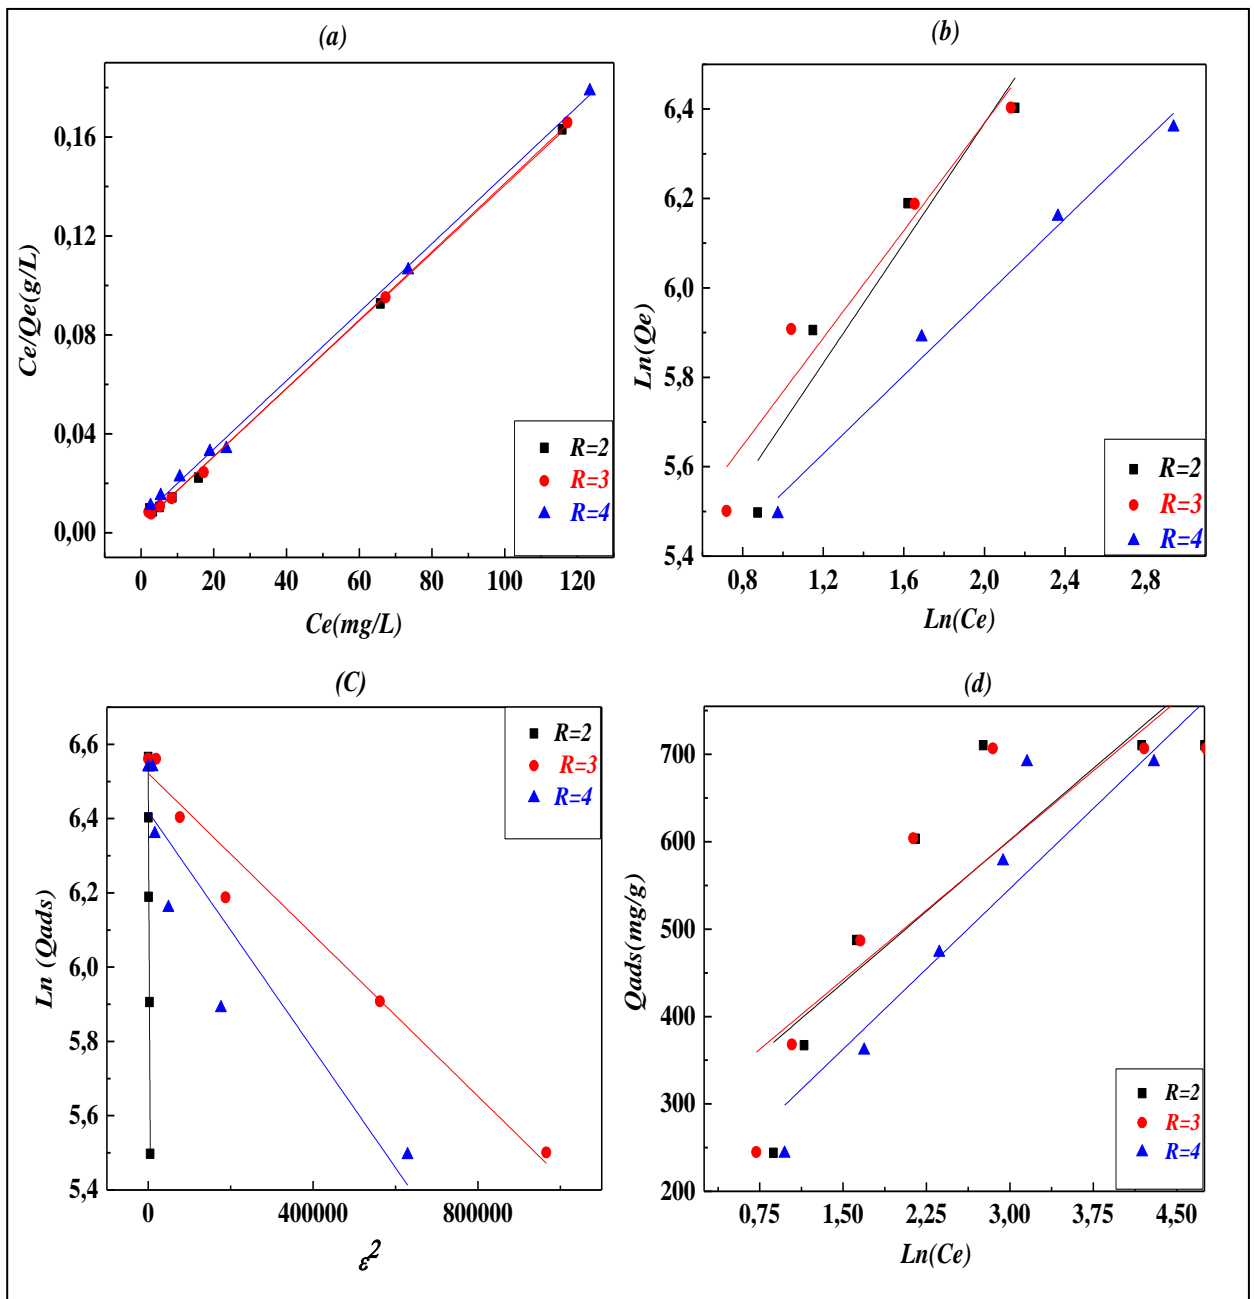 (a)
Ce/Qe(g/L)
0,16
0,12
0,08
0,04
0,00
0 20 40 60 80 100 120
Ce(mg/L)
R=2
R=3
R=4
(b)
Ln(Qe)
6,4
6,2
6,0
5,8
5,6
5,4
0,8 1,2 1,6 2,0 2,4 2,8
Ln(Ce)
R=2
R=3
R=4
(C)
Ln (Qads)
6,6
6,4
6,2
6,0
5,8
5,6
5,4
0 400000 800000
ε²
R=2
R=3
R=4
(d)
Qads(mg/g)
700
600
500
400
300
200
0,75 1,50 2,25 3,00 3,75 4,50
Ln(Ce)
R=2
R=3
R=4